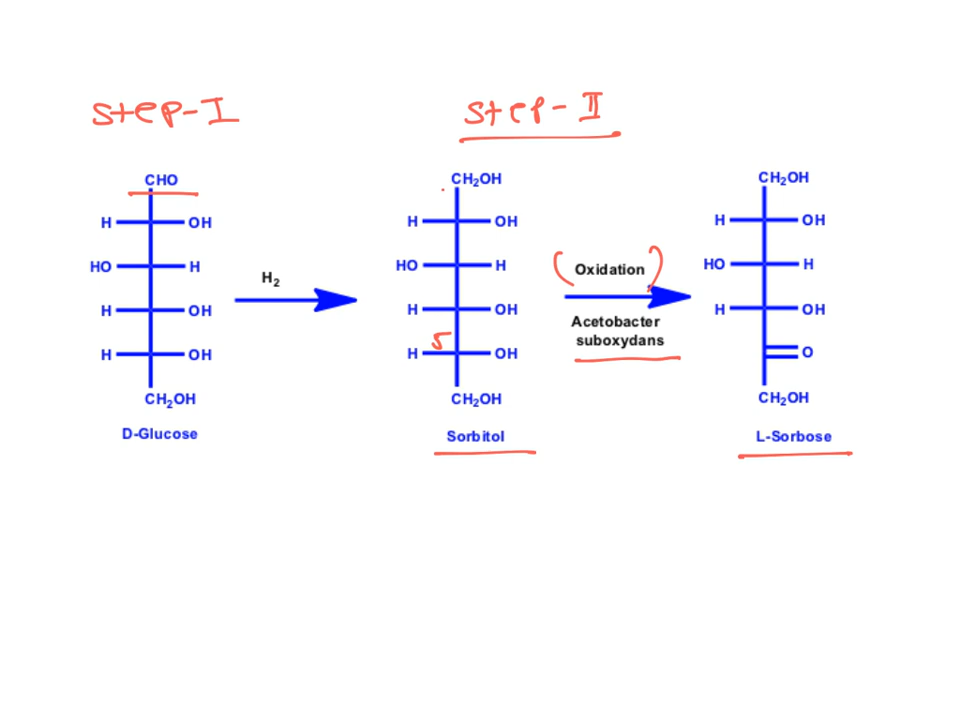 Step-I
Step-II
CHO
H OH
HO H
H OH
H OH
CH₂OH
D-Glucose
H₂
CH₂OH
H OH
HO H
H OH
5
H OH
CH₂OH
Sorbitol
(Oxidation)
Acetobacter
suboxydans
CH₂OH
H OH
HO H
H OH
O
CH₂OH
L-Sorbose